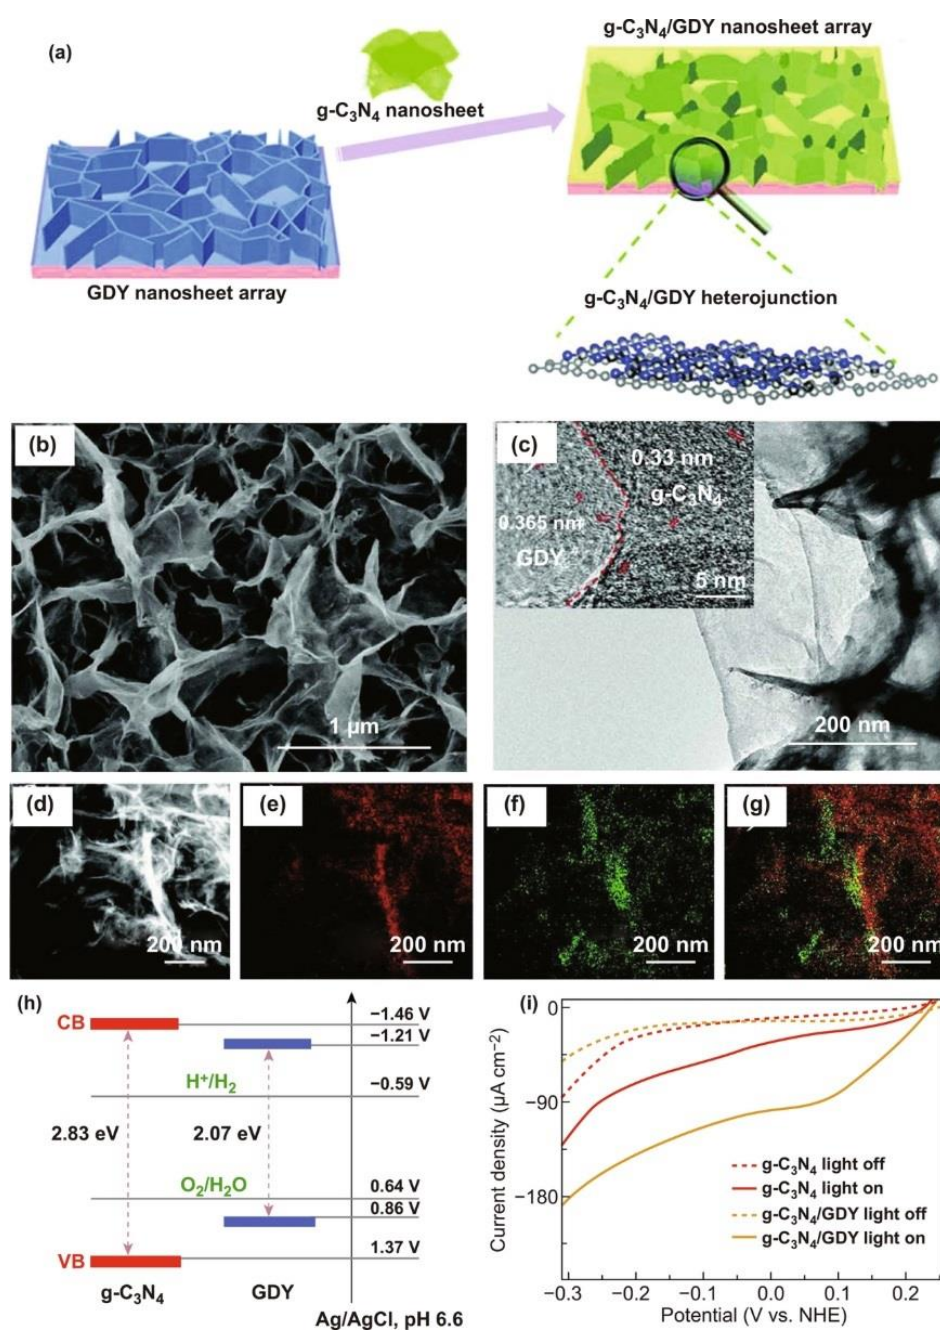 (a)
g-C₃N₄ nanosheet
g-C₃N₄/GDY nanosheet array
GDY nanosheet array
g-C₃N₄/GDY heterojunction
(b)
1 μm
(c)
0.33 nm
g-C₃N₄
0.365 nm
GDY
5 nm
200 nm
(d)
200 nm
(e)
200 nm
(f)
200 nm
(g)
200 nm
(h)
CB
−1.46 V
−1.21 V
H⁺/H₂
−0.59 V
2.83 eV
2.07 eV
O₂/H₂O
0.64 V
0.86 V
VB
1.37 V
g-C₃N₄
GDY
Ag/AgCl, pH 6.6
(i)
Current density (μA cm⁻²)
0
−90
−180
g-C₃N₄ light off
g-C₃N₄ light on
g-C₃N₄/GDY light off
g-C₃N₄/GDY light on
−0.3 −0.2 −0.1 0.0 0.1 0.2
Potential (V vs. NHE)